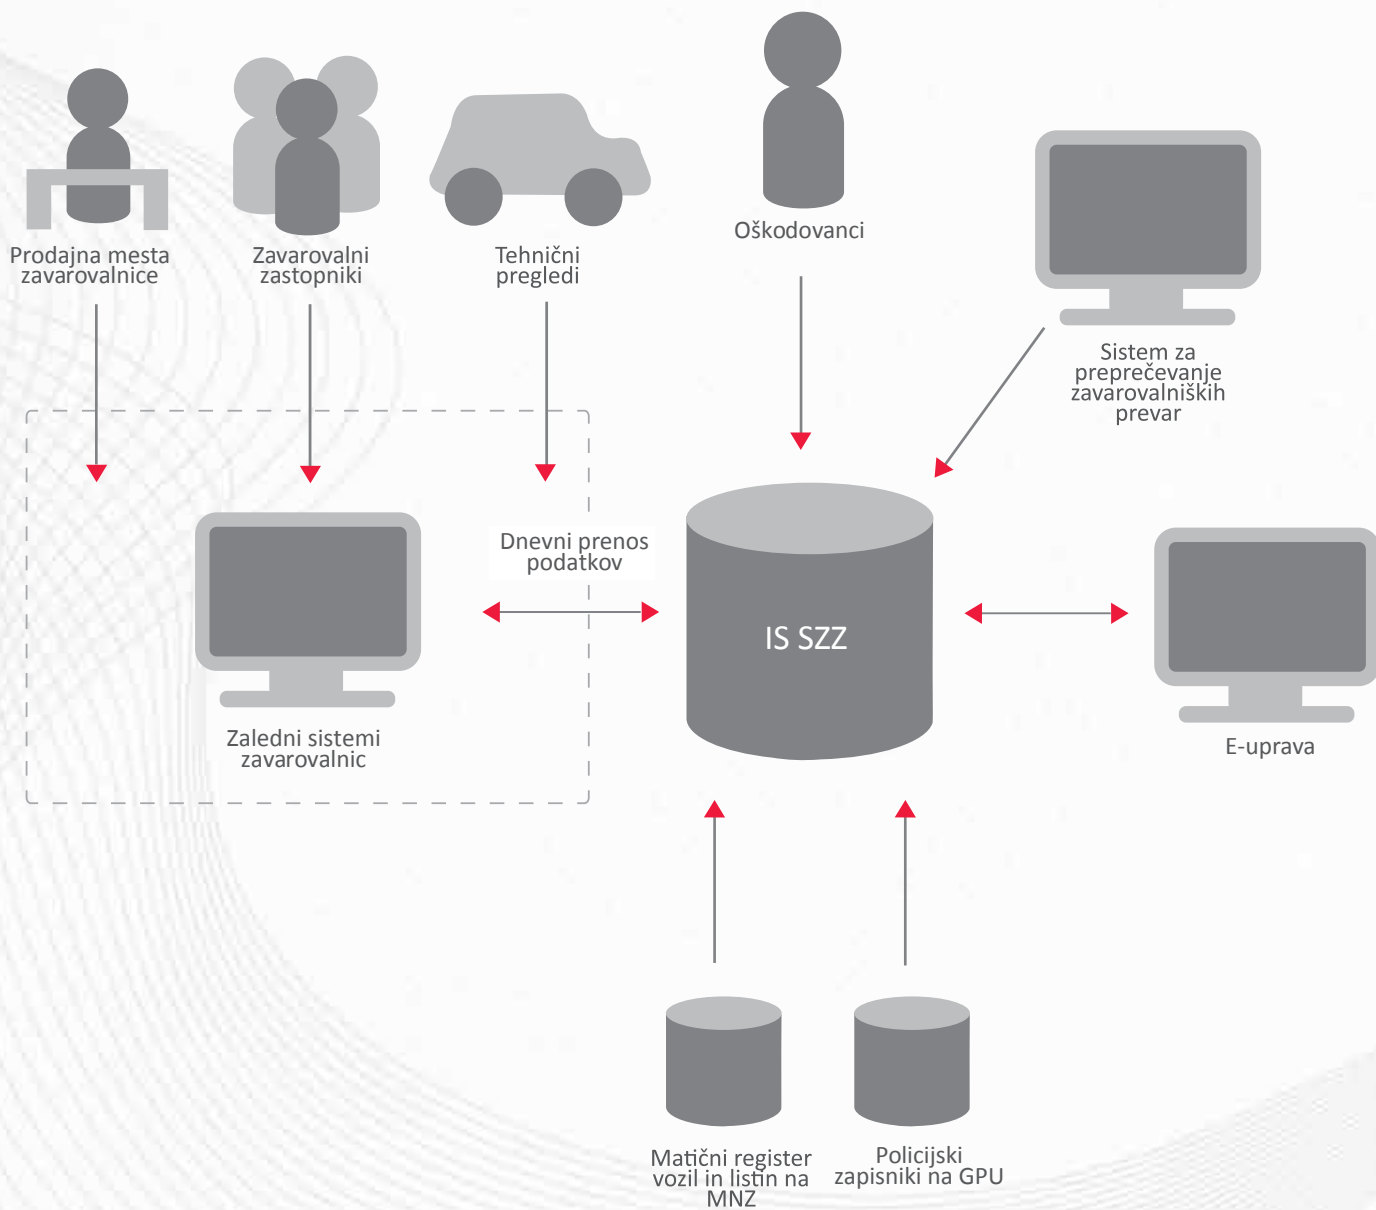 Prodajna mesta
zavarovalnice
Zavarovalni
zastopniki
Tehnični
pregledi
Oškodovanci
Sistem za
preprečevanje
zavarovalniških
prevar
Dnevni prenos
podatkov
IS SZZ
Zaledni sistemi
zavarovalnic
E-uprava
Matični register
vozil in listin na
MNZ
Policijski
zapisniki na GPU